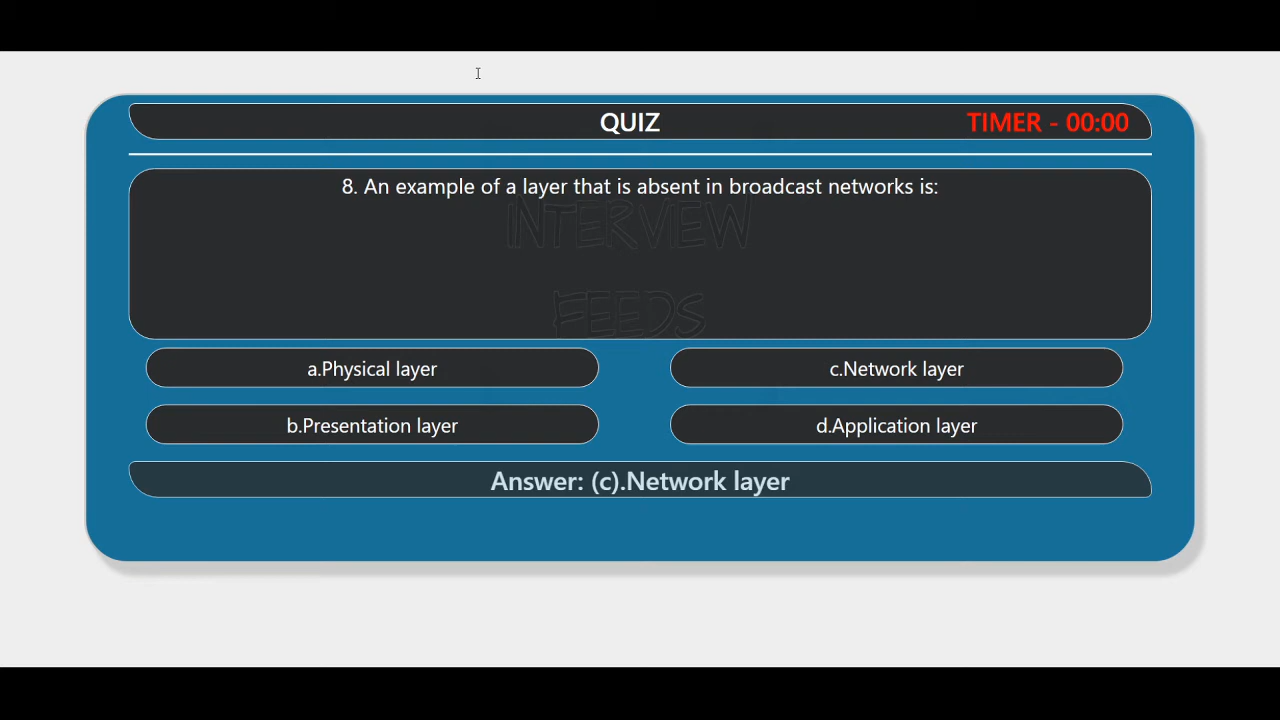 QUIZ
TIMER - 00:00
8. An example of a layer that is absent in broadcast networks is:
INTERVIEW
FEEDS
a.Physical layer
c.Network layer
b.Presentation layer
d.Application layer
Answer: (c).Network layer